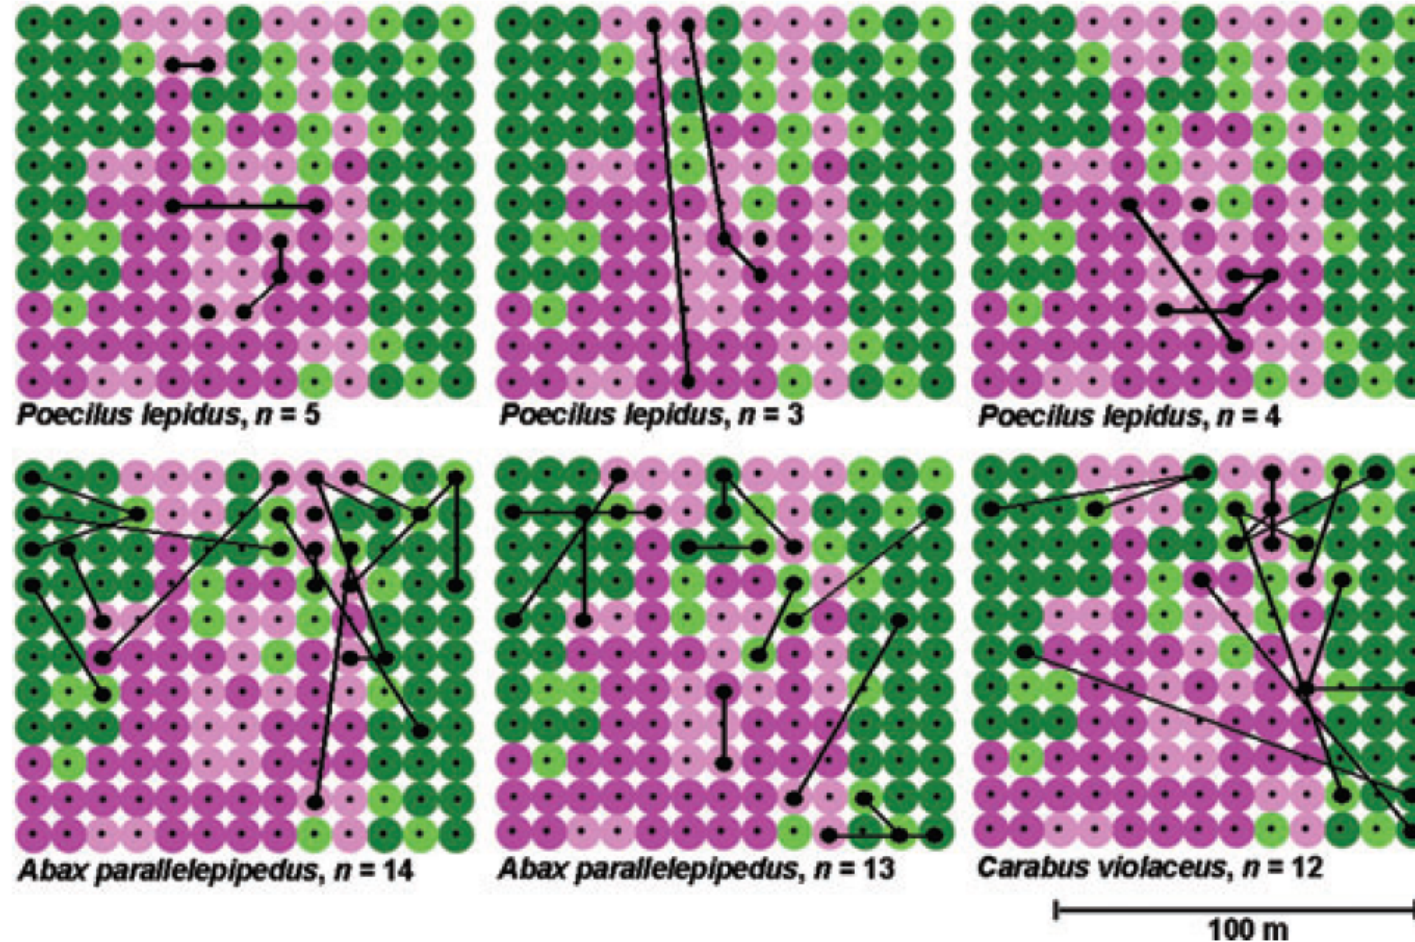 Poecilus lepidus, n = 5
Poecilus lepidus, n = 3
Poecilus lepidus, n = 4
Abax parallelepipedus, n = 14
Abax parallelepipedus, n = 13
Carabus violaceus, n = 12
100 m